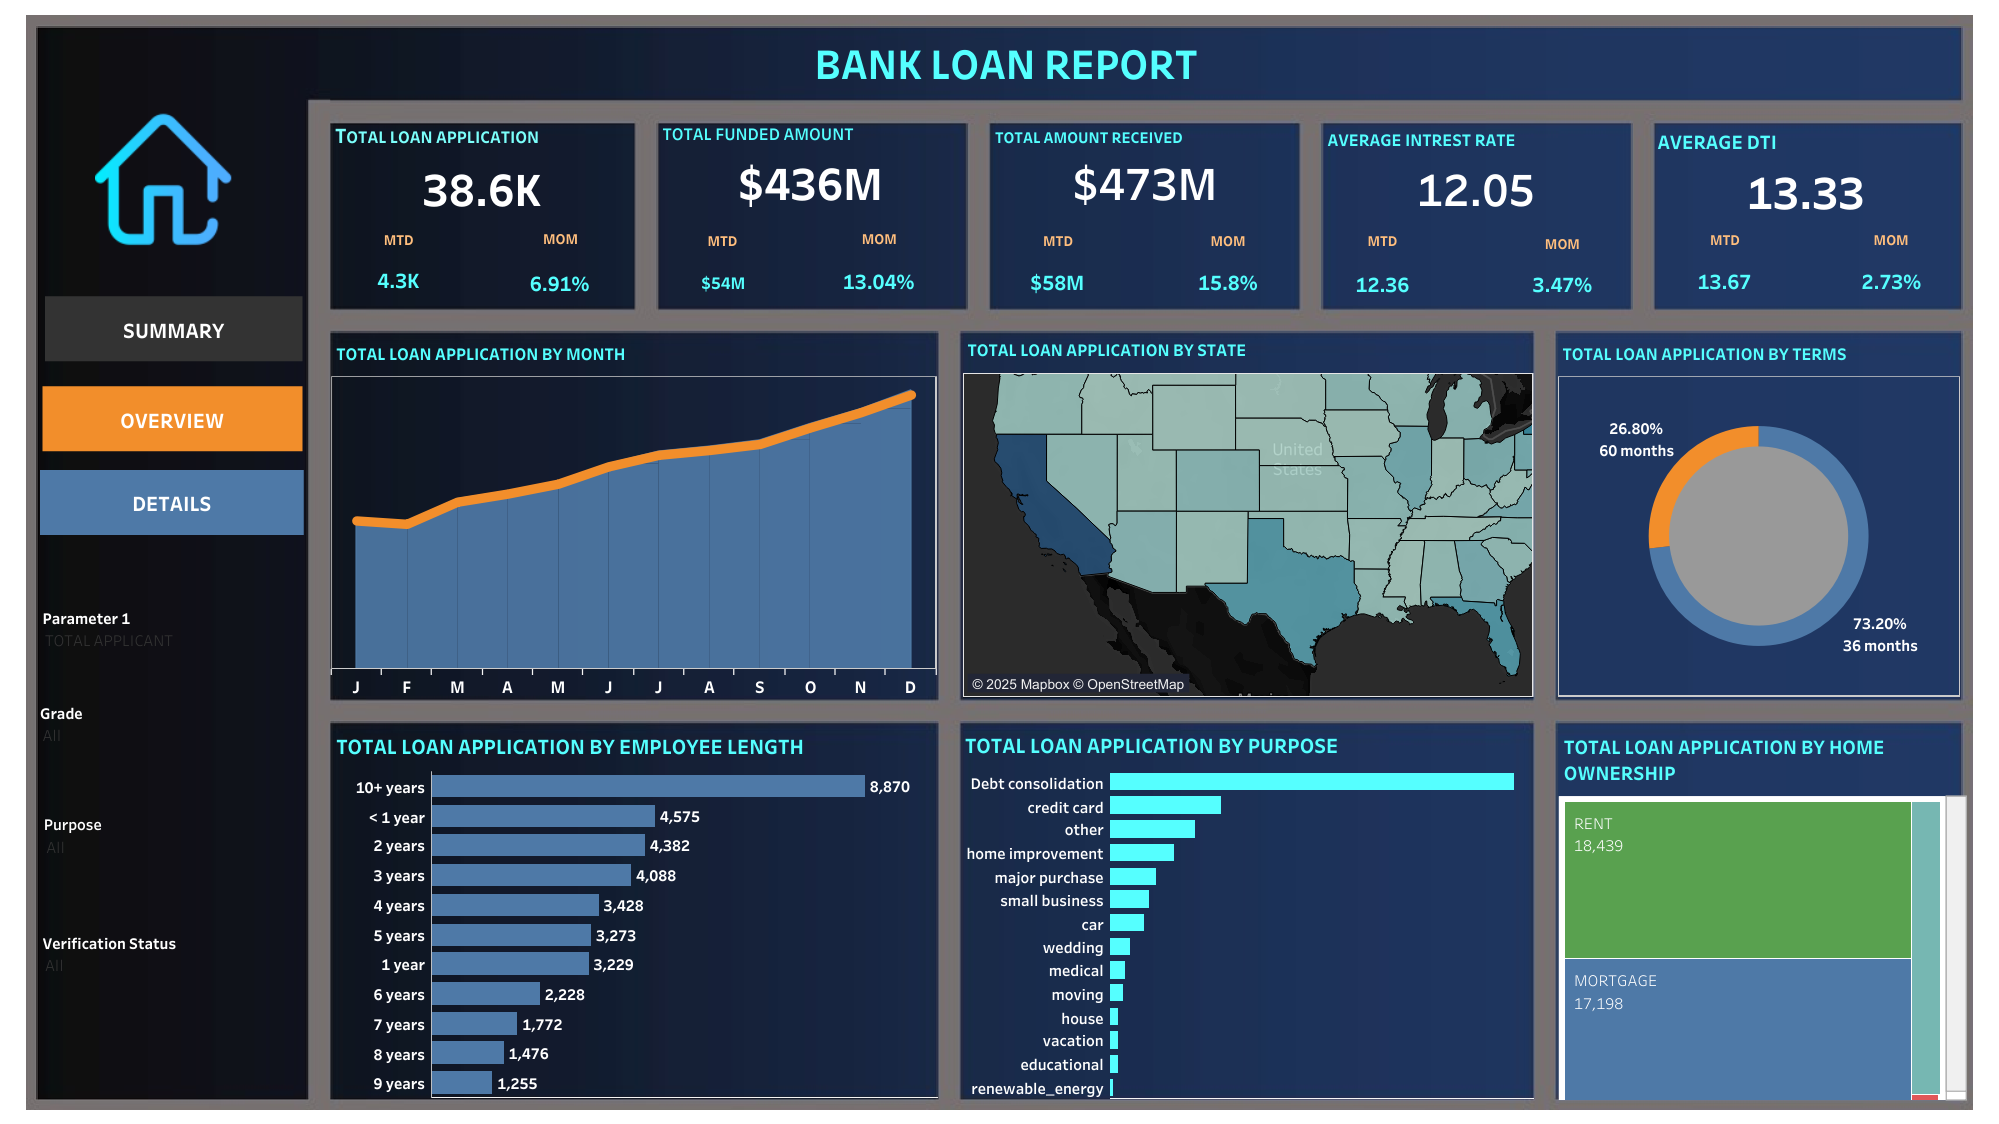 BANK LOAN REPORT
SUMMARY
OVERVIEW
DETAILS
Parameter 1
TOTAL APPLICANT
Grade
All
Purpose
All
Verification Status
All
TOTAL LOAN APPLICATION
38.6K
MTD MOM
4.3K 6.91%
TOTAL FUNDED AMOUNT
$436M
MTD MOM
$54M 13.04%
TOTAL AMOUNT RECEIVED
$473M
MTD MOM
$58M 15.8%
AVERAGE INTREST RATE
12.05
MTD MOM
12.36 3.47%
AVERAGE DTI
13.33
MTD MOM
13.67 2.73%
TOTAL LOAN APPLICATION BY MONTH
J F M A M J J A S O N D
TOTAL LOAN APPLICATION BY STATE
United
States
© 2025 Mapbox © OpenStreetMap
TOTAL LOAN APPLICATION BY TERMS
26.80%
60 months
73.20%
36 months
TOTAL LOAN APPLICATION BY EMPLOYEE LENGTH
10+ years 8,870
< 1 year 4,575
2 years 4,382
3 years 4,088
4 years 3,428
5 years 3,273
1 year 3,229
6 years 2,228
7 years 1,772
8 years 1,476
9 years 1,255
TOTAL LOAN APPLICATION BY PURPOSE
Debt consolidation
credit card
other
home improvement
major purchase
small business
car
wedding
medical
moving
house
vacation
educational
renewable_energy
TOTAL LOAN APPLICATION BY HOME
OWNERSHIP
RENT
18,439
MORTGAGE
17,198